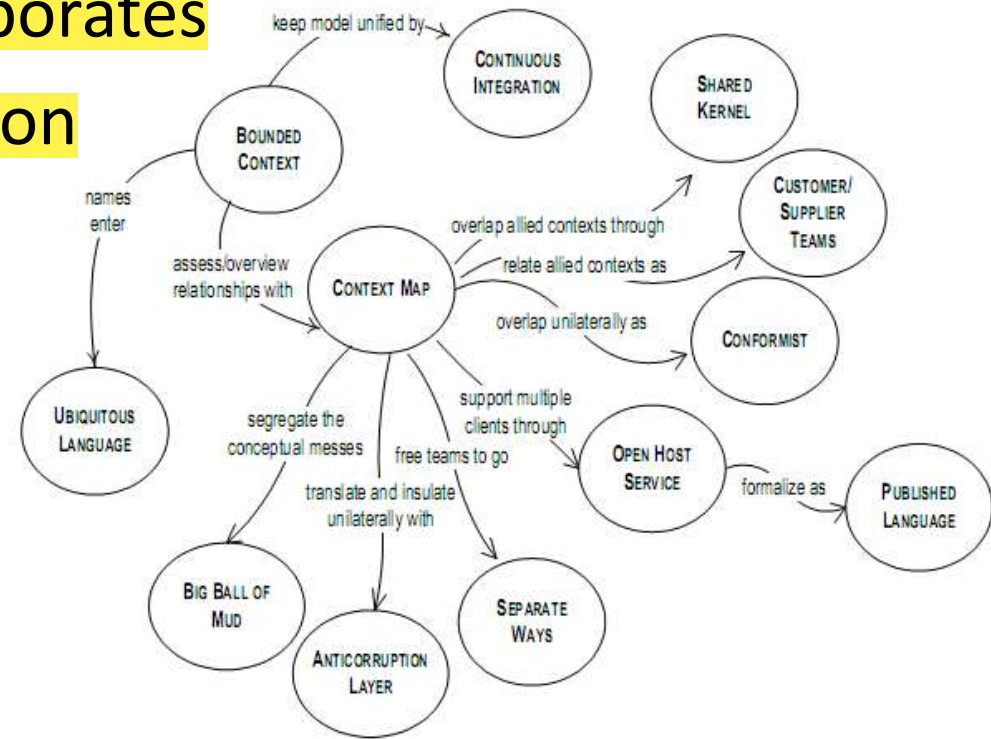 porates
on
keep model unified by
CONTINUOUS
INTEGRATION
SHARED
KERNEL
BOUNDED
CONTEXT
CUSTOMER/
SUPPLIER
TEAMS
names
enter
overlap allied contexts through
assess/overview
relationships with
relate allied contexts as
CONTEXT MAP
overlap unilaterally as
CONFORMIST
UBIQUITOUS
LANGUAGE
segregate the
conceptual messes
support multiple
clients through
free teams to go
OPEN HOST
SERVICE
formalize as
PUBLISHED
LANGUAGE
translate and insulate
unilaterally with
BIG BALL OF
MUD
SEPARATE
WAYS
ANTICORRUPTION
LAYER